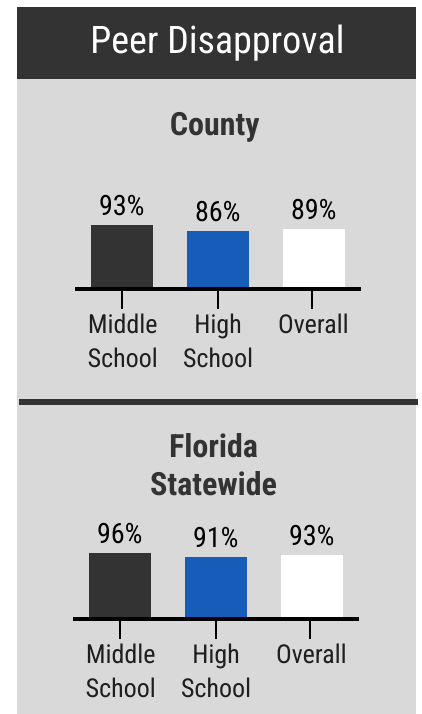 Peer Disapproval
County
93% 86% 89%
Middle High Overall
School School
Florida
Statewide
96% 91% 93%
Middle High Overall
School School